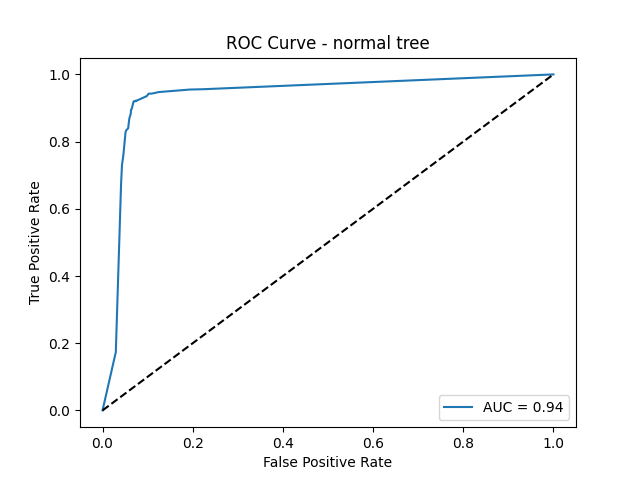 ROC Curve - normal tree
True Positive Rate
1.0
0.8
0.6
0.4
0.2
0.0
AUC = 0.94
0.0 0.2 0.4 0.6 0.8 1.0
False Positive Rate